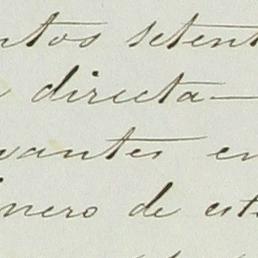 ntos setent
directa—
vantes en
nero de est